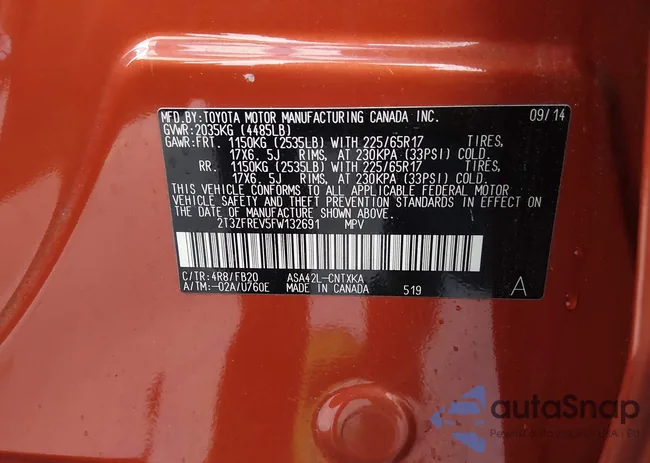 MFD.BY:TOYOTA MOTOR MANUFACTURING CANADA INC. 09/14
GVWR:2035KG (4485LB)
GAWR:FRT. 1150KG (2535LB) WITH 225/65R17 TIRES,
17X6. 5J RIMS, AT 230KPA (33PSI) COLD.
RR. 1150KG (2535LB) WITH 225/65R17 TIRES,
17X6. 5J RIMS, AT 230KPA (33PSI) COLD.
THIS VEHICLE CONFORMS TO ALL APPLICABLE FEDERAL MOTOR
VEHICLE SAFETY AND THEFT PREVENTION STANDARDS IN EFFECT
ON THE DATE OF MANUFACTURE SHOWN ABOVE.
2T3ZFREV5FW132691 MPV
C/TR:4R8/FB20 ASA42L-CNTXKA
A/TM:-02A/U760E MADE IN CANADA 519 A
autoSnap